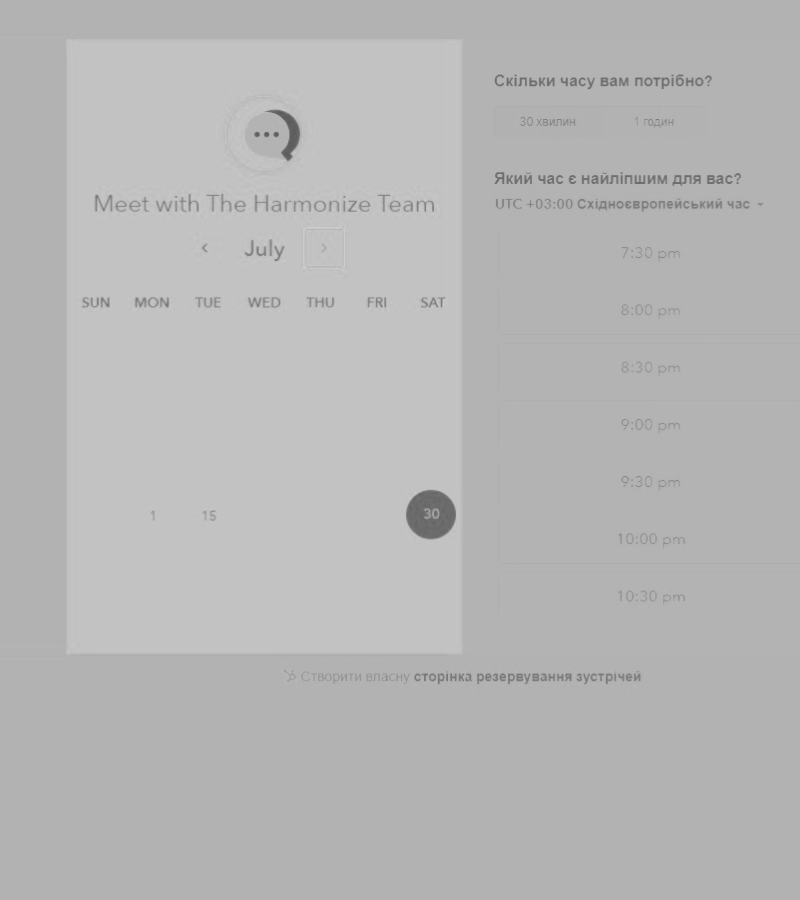 Meet with The Harmonize Team
July
SUN MON TUE WED THU FRI SAT
1 15 30
Скільки часу вам потрібно?
30 хвилин 1 годин
Який час є найліпшим для вас?
UTC +03:00 Східноєвропейський час
7:30 pm
8:00 pm
8:30 pm
9:00 pm
9:30 pm
10:00 pm
10:30 pm
Створити власну сторінка резервування зустрічей